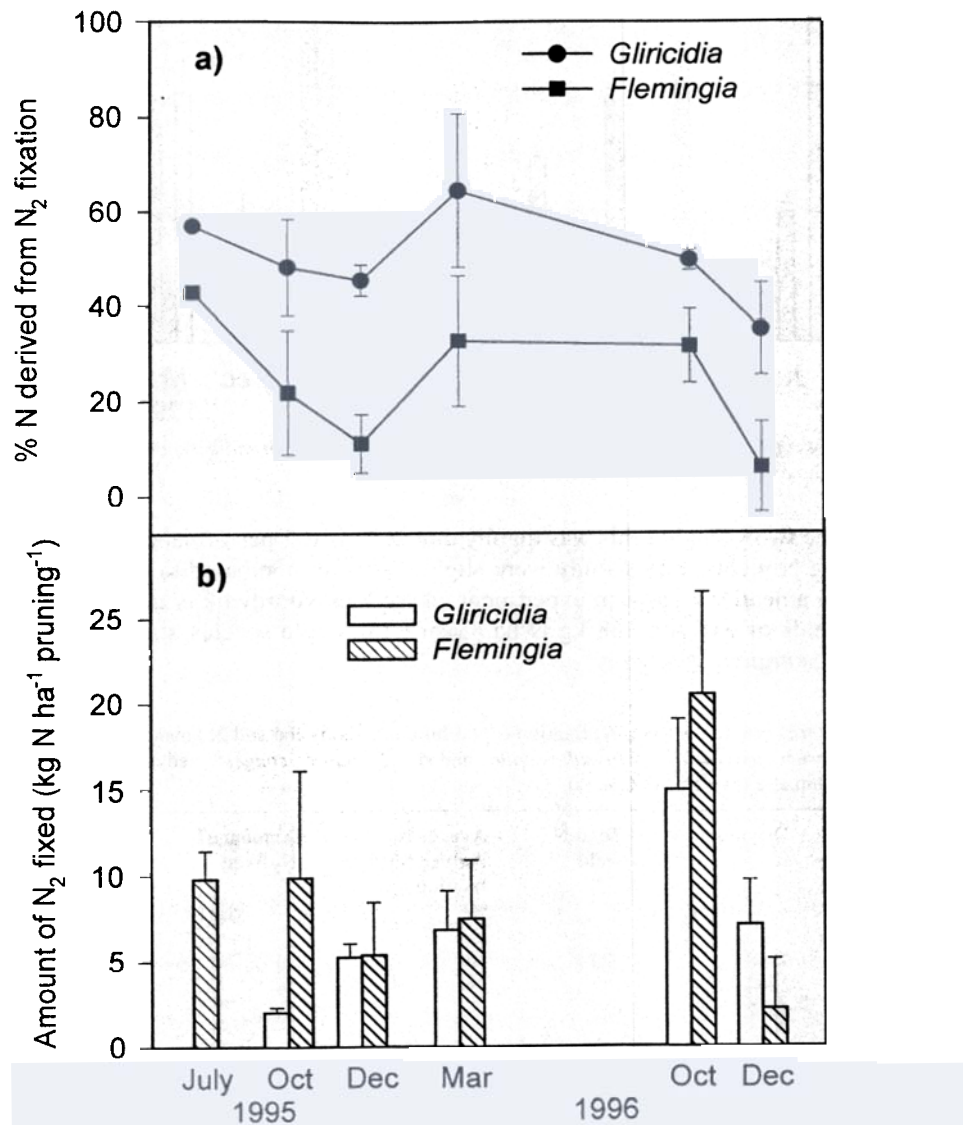 100
80
60
40
20
0
% N derived from N2 fixation
a)
Gliricidia
Flemingia
25
20
15
10
5
0
Amount of N2 fixed (kg N ha-1 pruning-1)
b)
Gliricidia
Flemingia
July Oct Dec Mar Oct Dec
1995 1996